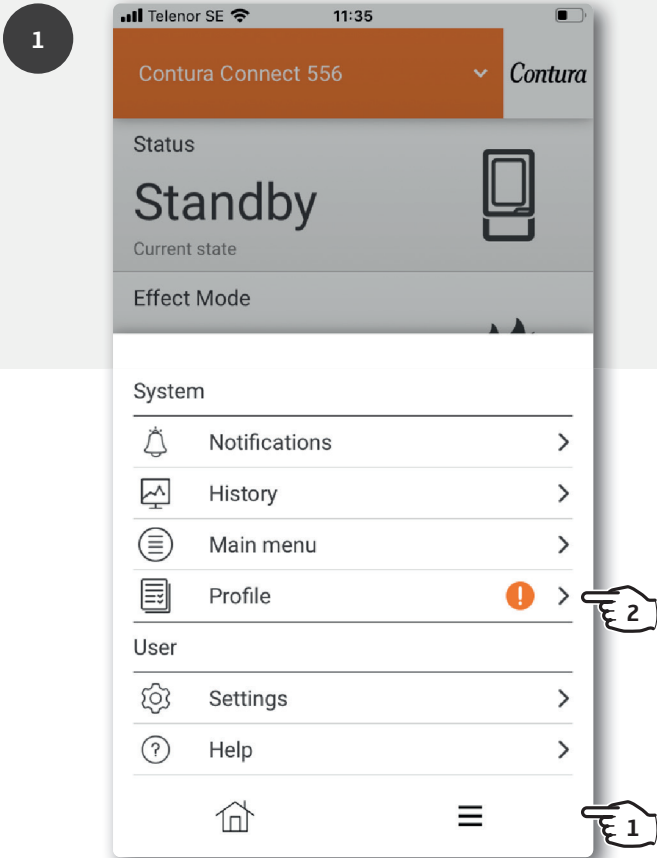 1
Telenor SE 11:35
Contura Connect 556
Contura
Status
Standby
Current state
Effect Mode
System
Notifications
History
Main menu
Profile !
2
User
Settings
? Help
1